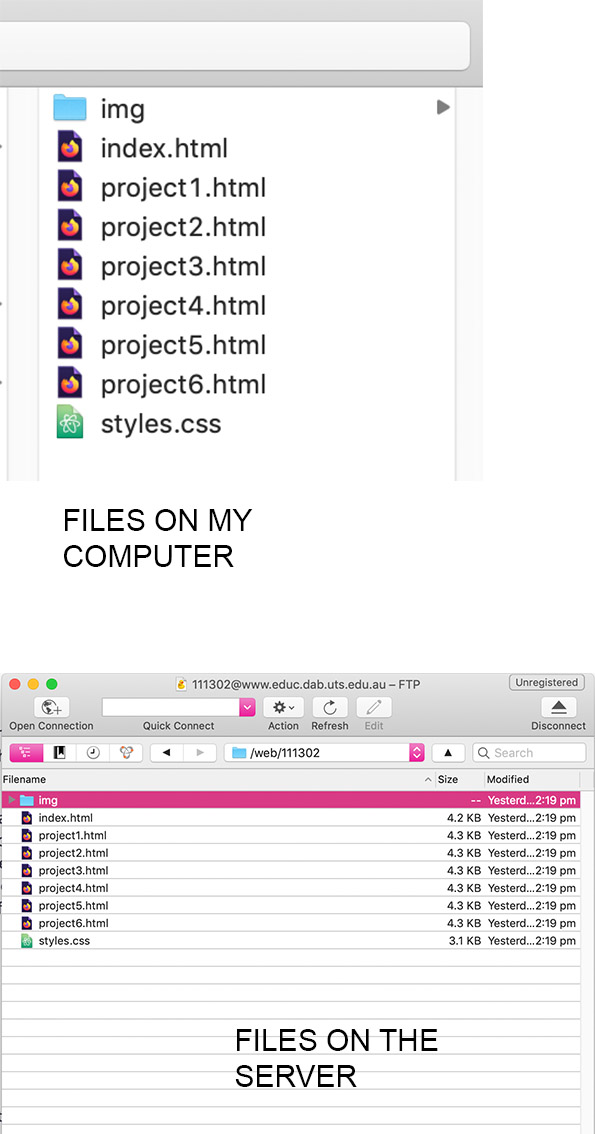 img
index.html
project1.html
project2.html
project3.html
project4.html
project5.html
project6.html
styles.css
FILES ON MY
COMPUTER
111302@www.educ.dab.uts.edu.au – FTP
Unregistered
Open Connection Quick Connect Action Refresh Edit Disconnect
/web/111302 Search
Filename Size Modified
img -- Yesterd...2:19 pm
index.html 4.2 KB Yesterd...2:19 pm
project1.html 4.3 KB Yesterd...2:19 pm
project2.html 4.3 KB Yesterd...2:19 pm
project3.html 4.3 KB Yesterd...2:19 pm
project4.html 4.3 KB Yesterd...2:19 pm
project5.html 4.3 KB Yesterd...2:19 pm
project6.html 4.3 KB Yesterd...2:19 pm
styles.css 3.1 KB Yesterd...2:19 pm
FILES ON THE
SERVER